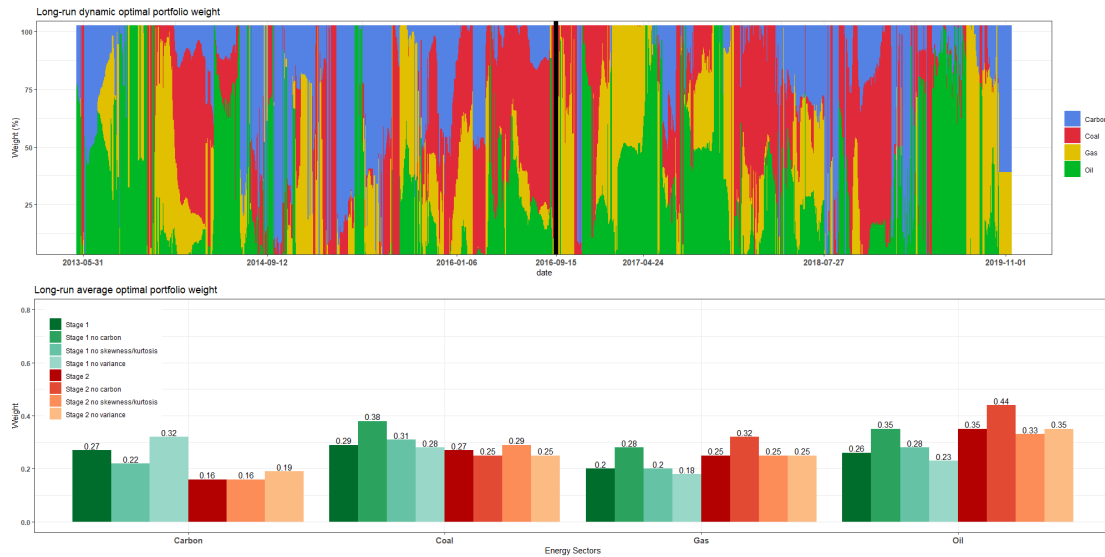 Long-run dynamic optimal portfolio weight
100
75
50
25
Weight (%)
2013-05-31 2014-09-12 2016-01-06 2016-09-15 2017-04-24 2018-07-27 2019-11-01
date
Carbon
Coal
Gas
Oil
Long-run average optimal portfolio weight
0.8
0.6
0.4
0.2
0.0
Weight
Stage 1
Stage 1 no carbon
Stage 1 no skewness/kurtosis
Stage 1 no variance
Stage 2
Stage 2 no carbon
Stage 2 no skewness/kurtosis
Stage 2 no variance
0.27 0.22 0.32 0.16 0.16 0.19
0.29 0.38 0.31 0.28 0.27 0.25 0.29 0.25
0.2 0.28 0.2 0.18 0.25 0.32 0.25 0.25
0.26 0.35 0.28 0.23 0.35 0.44 0.33 0.35
Carbon Coal Gas Oil
Energy Sectors